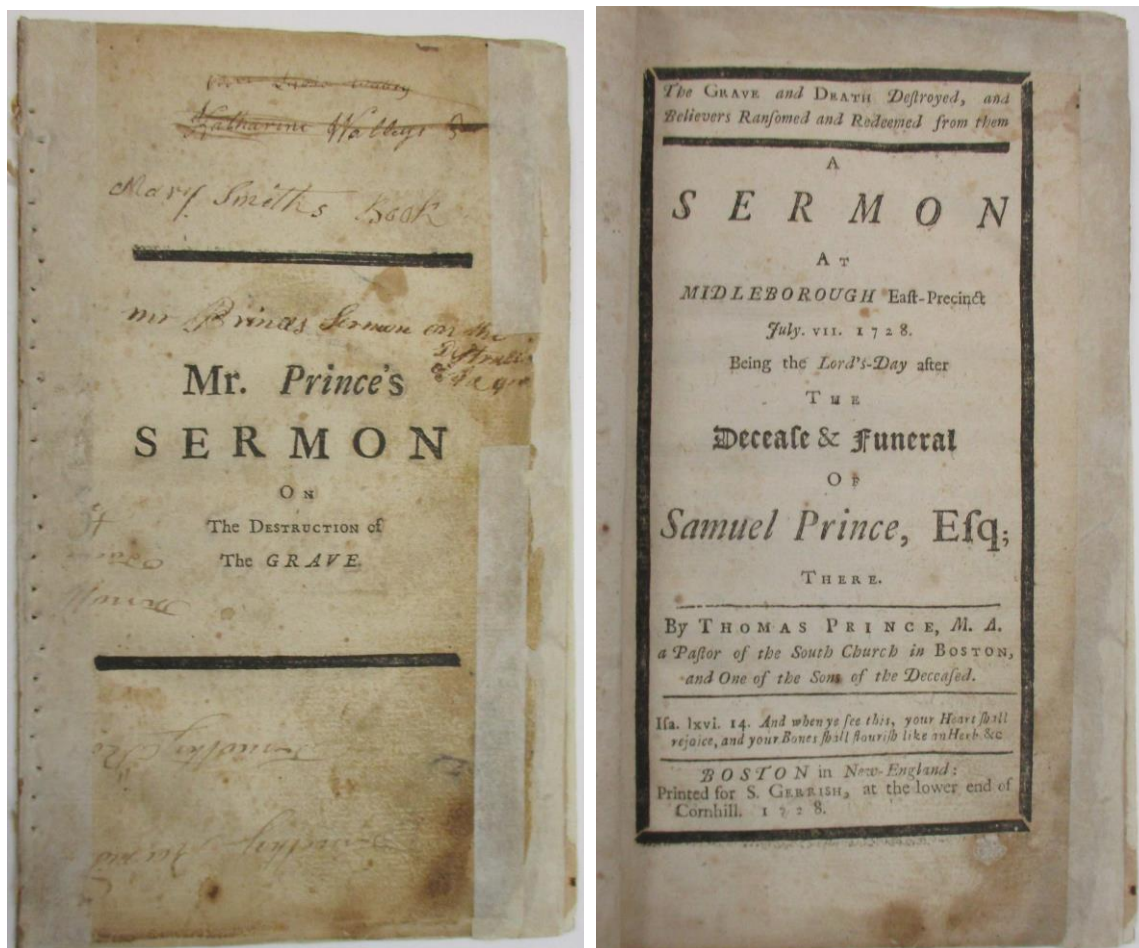 Katharine Walleys
Mary Smiths Book
mr Princes Sermon on the
Mr. Prince's
SERMON
On
The Destruction of
The GRAVE.
The Grave and Death Deſtroyed, and
Believers Ranſomed and Redeemed from them
A
SERMON
At
MIDLEBOROUGH Eaſt-Precinct
July. VII. 1728.
Being the Lord's-Day after
The
Deceaſe & Funeral
Of
Samuel Prince, Eſq;
There.
By Thomas Prince, M. A.
a Paſtor of the South Church in Boston,
and One of the Sons of the Deceaſed.
Iſa. lxvi. 14. And when ye ſee this, your Heart ſhall
rejoice, and your Bones ſhall flouriſh like an Herb &c
BOSTON in New-England:
Printed for S. Gerrish, at the lower end of
Cornhill. 1728.